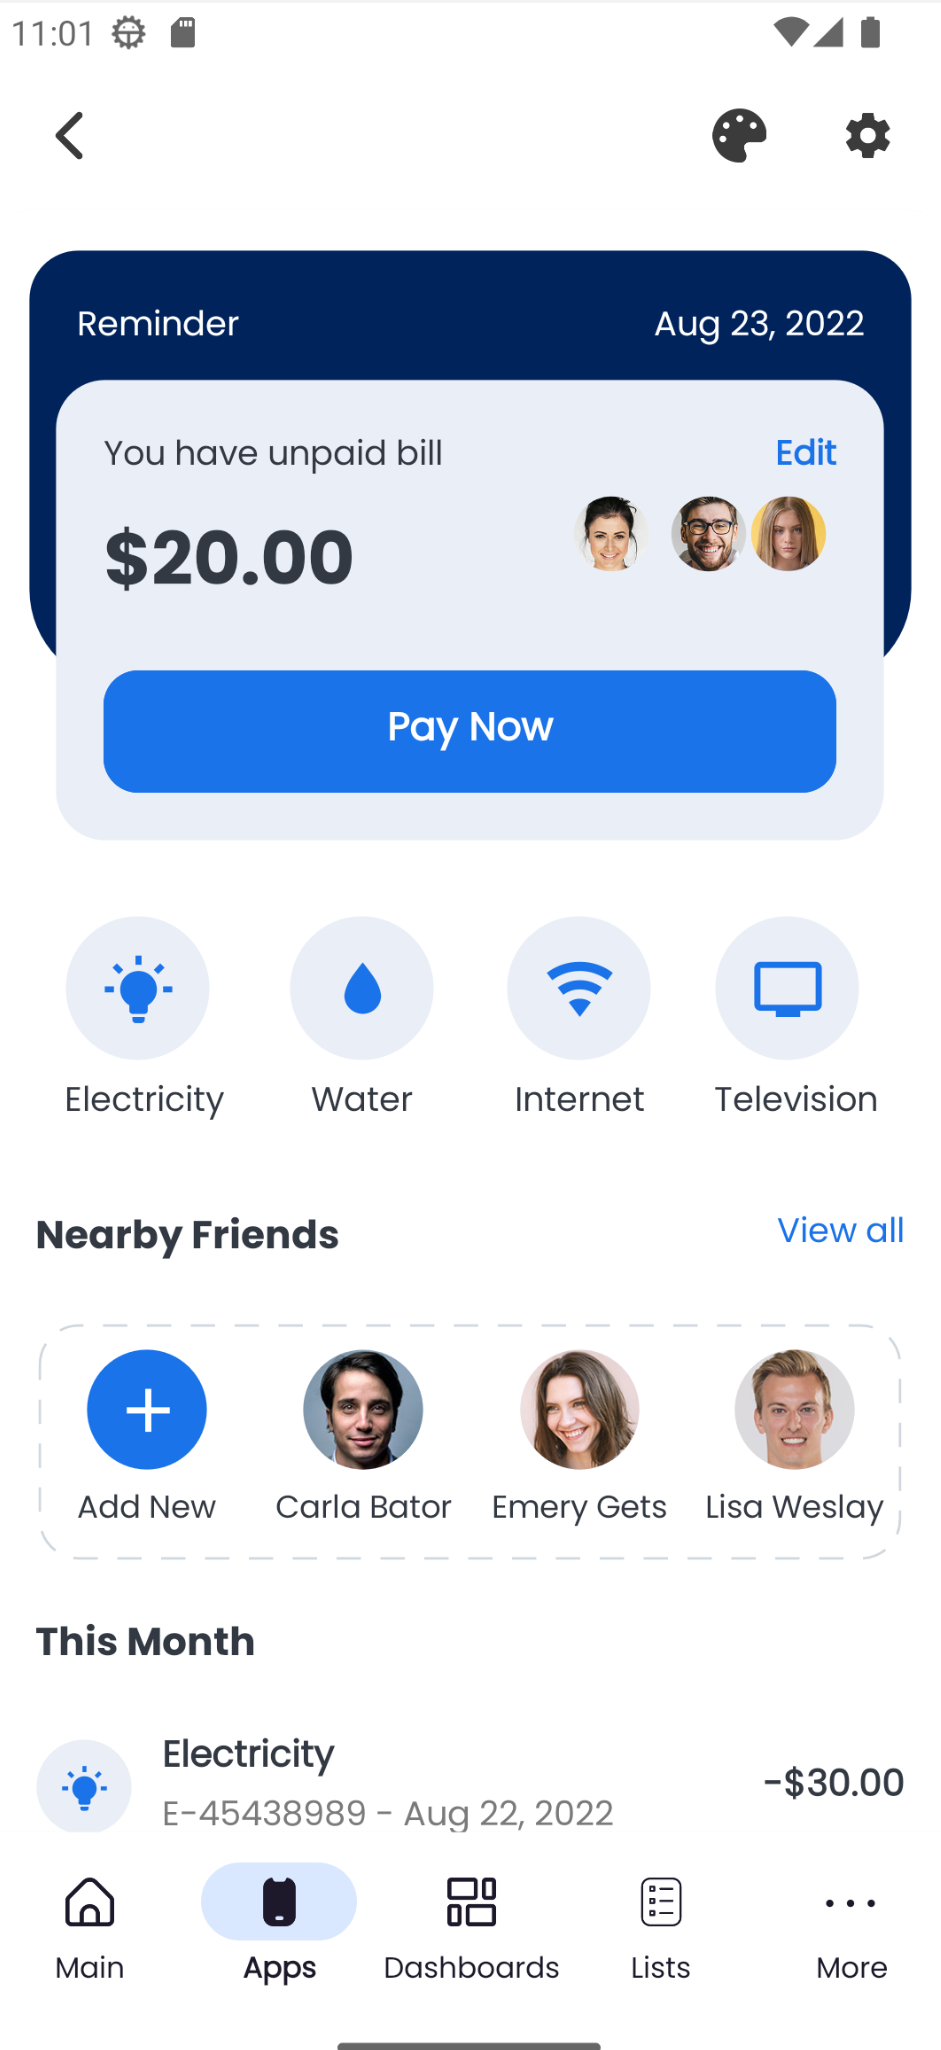 11:01
Reminder
Aug 23, 2022
You have unpaid bill
Edit
$20.00
Pay Now
Electricity
Water
Internet
Television
Nearby Friends
View all
Add New
Carla Bator
Emery Gets
Lisa Weslay
This Month
Electricity
-$30.00
E-45438989 - Aug 22, 2022
Main
Apps
Dashboards
Lists
More